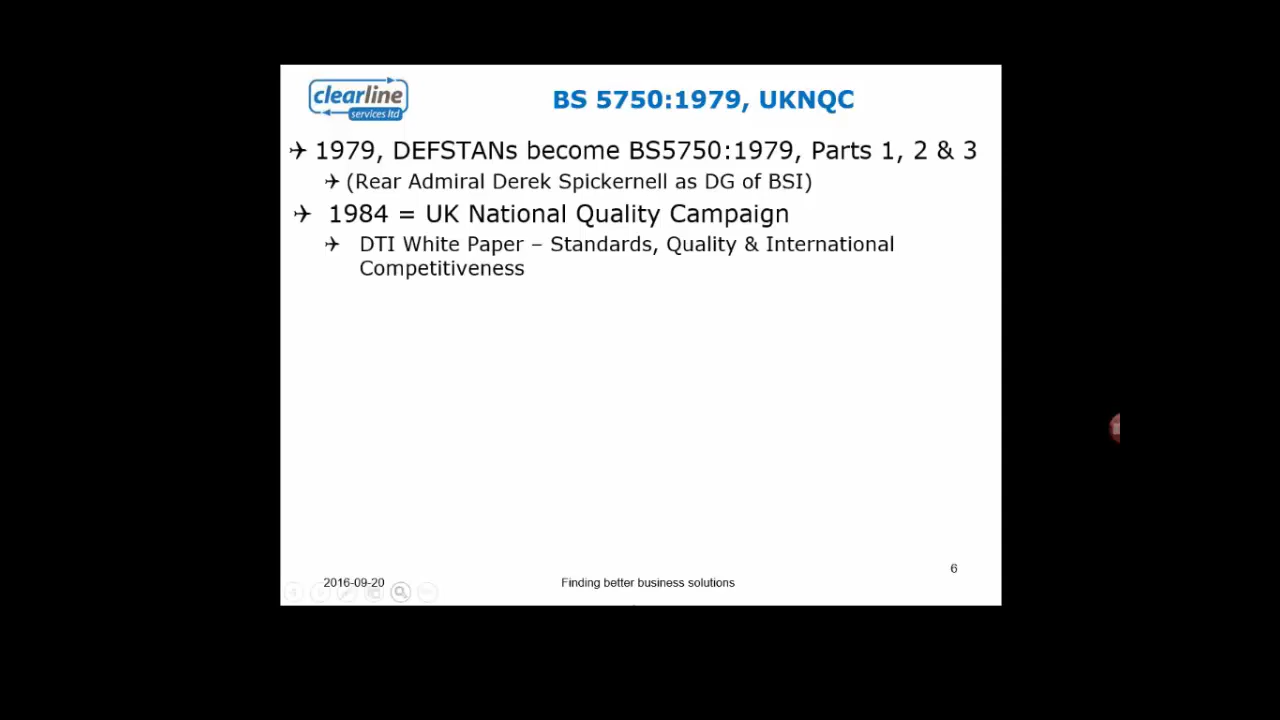 clearline
services ltd
BS 5750:1979, UKNQC
1979, DEFSTANs become BS5750:1979, Parts 1, 2 & 3
(Rear Admiral Derek Spickernell as DG of BSI)
1984 = UK National Quality Campaign
DTI White Paper – Standards, Quality & International
Competitiveness
6
2016-09-20
Finding better business solutions